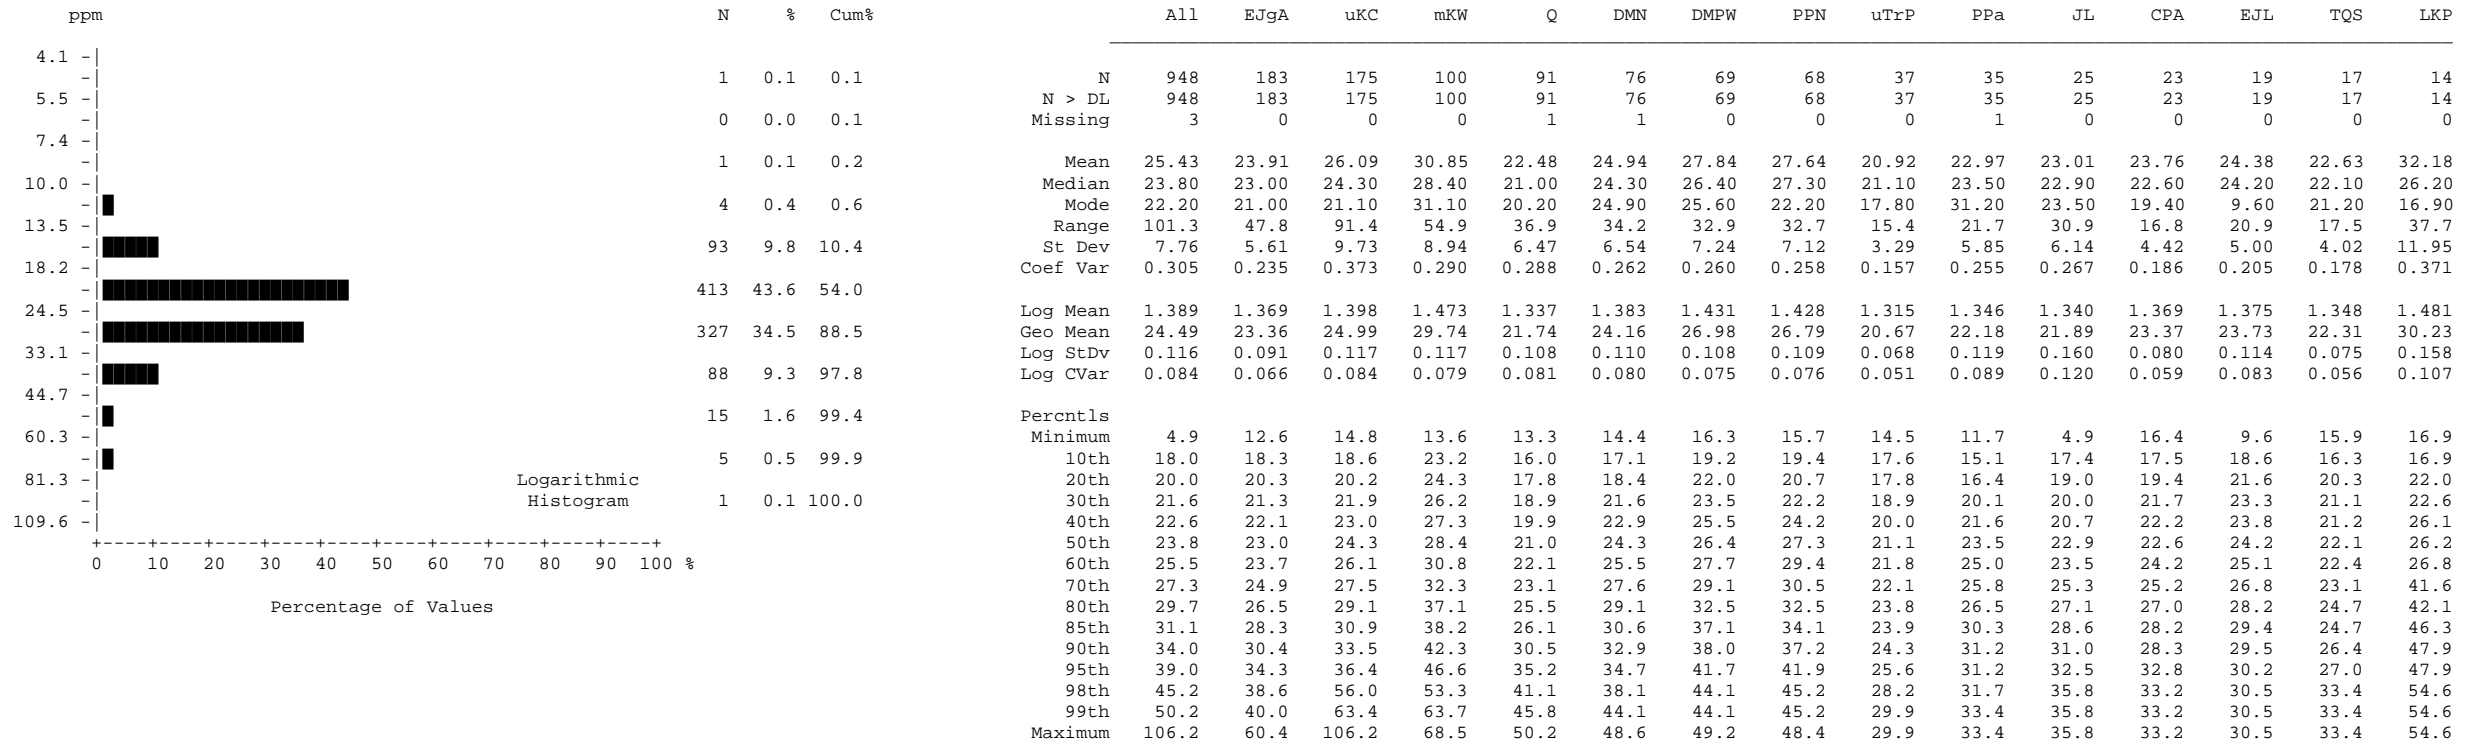 ppm N % Cum% All EJgA uKC mKW Q DMN DMPW PPN uTrP PPa JL CPA EJL TQS LKP
4.1 -|
-| 1 0.1 0.1 N 948 183 175 100 91 76 69 68 37 35 25 23 19 17 14
5.5 -| N > DL 948 183 175 100 91 76 69 68 37 35 25 23 19 17 14
-| 0 0.0 0.1 Missing 3 0 0 0 1 1 0 0 0 1 0 0 0 0 0
7.4 -|
-| 1 0.1 0.2 Mean 25.43 23.91 26.09 30.85 22.48 24.94 27.84 27.64 20.92 22.97 23.01 23.76 24.38 22.63 32.18
10.0 -| Median 23.80 23.00 24.30 28.40 21.00 24.30 26.40 27.30 21.10 23.50 22.90 22.60 24.20 22.10 26.20
-| 4 0.4 0.6 Mode 22.20 21.00 21.10 31.10 20.20 24.90 25.60 22.20 17.80 31.20 23.50 19.40 9.60 21.20 16.90
13.5 -| Range 101.3 47.8 91.4 54.9 36.9 34.2 32.9 32.7 15.4 21.7 30.9 16.8 20.9 17.5 37.7
-| 93 9.8 10.4 St Dev 7.76 5.61 9.73 8.94 6.47 6.54 7.24 7.12 3.29 5.85 6.14 4.42 5.00 4.02 11.95
18.2 -| Coef Var 0.305 0.235 0.373 0.290 0.288 0.262 0.260 0.258 0.157 0.255 0.267 0.186 0.205 0.178 0.371
-| 413 43.6 54.0
24.5 -| Log Mean 1.389 1.369 1.398 1.473 1.337 1.383 1.431 1.428 1.315 1.346 1.340 1.369 1.375 1.348 1.481
-| 327 34.5 88.5 Geo Mean 24.49 23.36 24.99 29.74 21.74 24.16 26.98 26.79 20.67 22.18 21.89 23.37 23.73 22.31 30.23
33.1 -| Log StDv 0.116 0.091 0.117 0.117 0.108 0.110 0.108 0.109 0.068 0.119 0.160 0.080 0.114 0.075 0.158
-| 88 9.3 97.8 Log CVar 0.084 0.066 0.084 0.079 0.081 0.080 0.075 0.076 0.051 0.089 0.120 0.059 0.083 0.056 0.107
44.7 -|
-| 15 1.6 99.4 Percntls
60.3 -| Minimum 4.9 12.6 14.8 13.6 13.3 14.4 16.3 15.7 14.5 11.7 4.9 16.4 9.6 15.9 16.9
-| 5 0.5 99.9 10th 18.0 18.3 18.6 23.2 16.0 17.1 19.2 19.4 17.6 15.1 17.4 17.5 18.6 16.3 16.9
81.3 -| Logarithmic 20th 20.0 20.3 20.2 24.3 17.8 18.4 22.0 20.7 17.8 16.4 19.0 19.4 21.6 20.3 22.0
-| Histogram 1 0.1 100.0 30th 21.6 21.3 21.9 26.2 18.9 21.6 23.5 22.2 18.9 20.1 20.0 21.7 23.3 21.1 22.6
109.6 -| 40th 22.6 22.1 23.0 27.3 19.9 22.9 25.5 24.2 20.0 21.6 20.7 22.2 23.8 21.2 26.1
+----+----+----+----+----+----+----+----+----+----+----+----+----+----+----+----+----+----+----+----+ 50th 23.8 23.0 24.3 28.4 21.0 24.3 26.4 27.3 21.1 23.5 22.9 22.6 24.2 22.1 26.2
0 10 20 30 40 50 60 70 80 90 100 % 60th 25.5 23.7 26.1 30.8 22.1 25.5 27.7 29.4 21.8 25.0 23.5 24.2 25.1 22.4 26.8
70th 27.3 24.9 27.5 32.3 23.1 27.6 29.1 30.5 22.1 25.8 25.3 25.2 26.8 23.1 41.6
Percentage of Values 80th 29.7 26.5 29.1 37.1 25.5 29.1 32.5 32.5 23.8 26.5 27.1 27.0 28.2 24.7 42.1
85th 31.1 28.3 30.9 38.2 26.1 30.6 37.1 34.1 23.9 30.3 28.6 28.2 29.4 24.7 46.3
90th 34.0 30.4 33.5 42.3 30.5 32.9 38.0 37.2 24.3 31.2 31.0 28.3 29.5 26.4 47.9
95th 39.0 34.3 36.4 46.6 35.2 34.7 41.7 41.9 25.6 31.2 32.5 32.8 30.2 27.0 47.9
98th 45.2 38.6 56.0 53.3 41.1 38.1 44.1 45.2 28.2 31.7 35.8 33.2 30.5 33.4 54.6
99th 50.2 40.0 63.4 63.7 45.8 44.1 44.1 45.2 29.9 33.4 35.8 33.2 30.5 33.4 54.6
Maximum 106.2 60.4 106.2 68.5 50.2 48.6 49.2 48.4 29.9 33.4 35.8 33.2 30.5 33.4 54.6